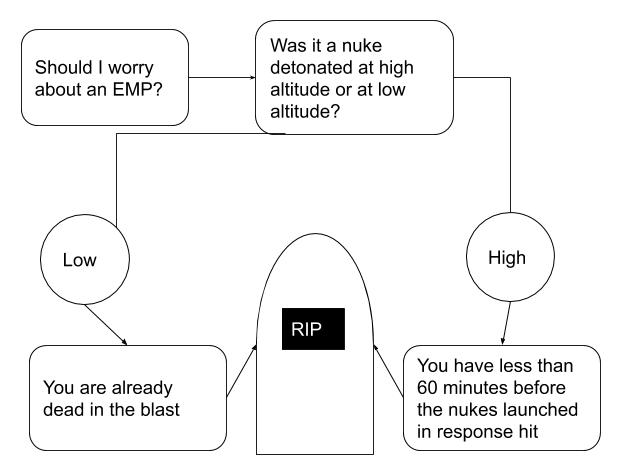 Should I worry
about an EMP?
Was it a nuke
detonated at high
altitude or at low
altitude?
Low
High
RIP
You are already
dead in the blast
You have less than
60 minutes before
the nukes launched
in response hit